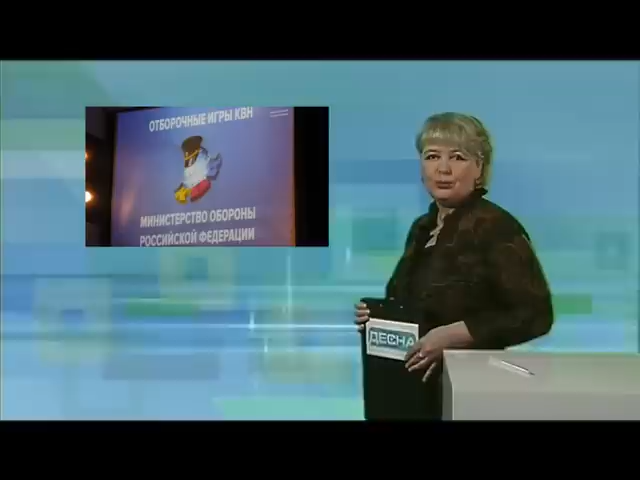 ОТБОРОЧНЫЕ ИГРЫ КВН
МИНИСТЕРСТВО ОБОРОНЫ
РОССИЙСКОЙ ФЕДЕРАЦИИ
ДЕСНА